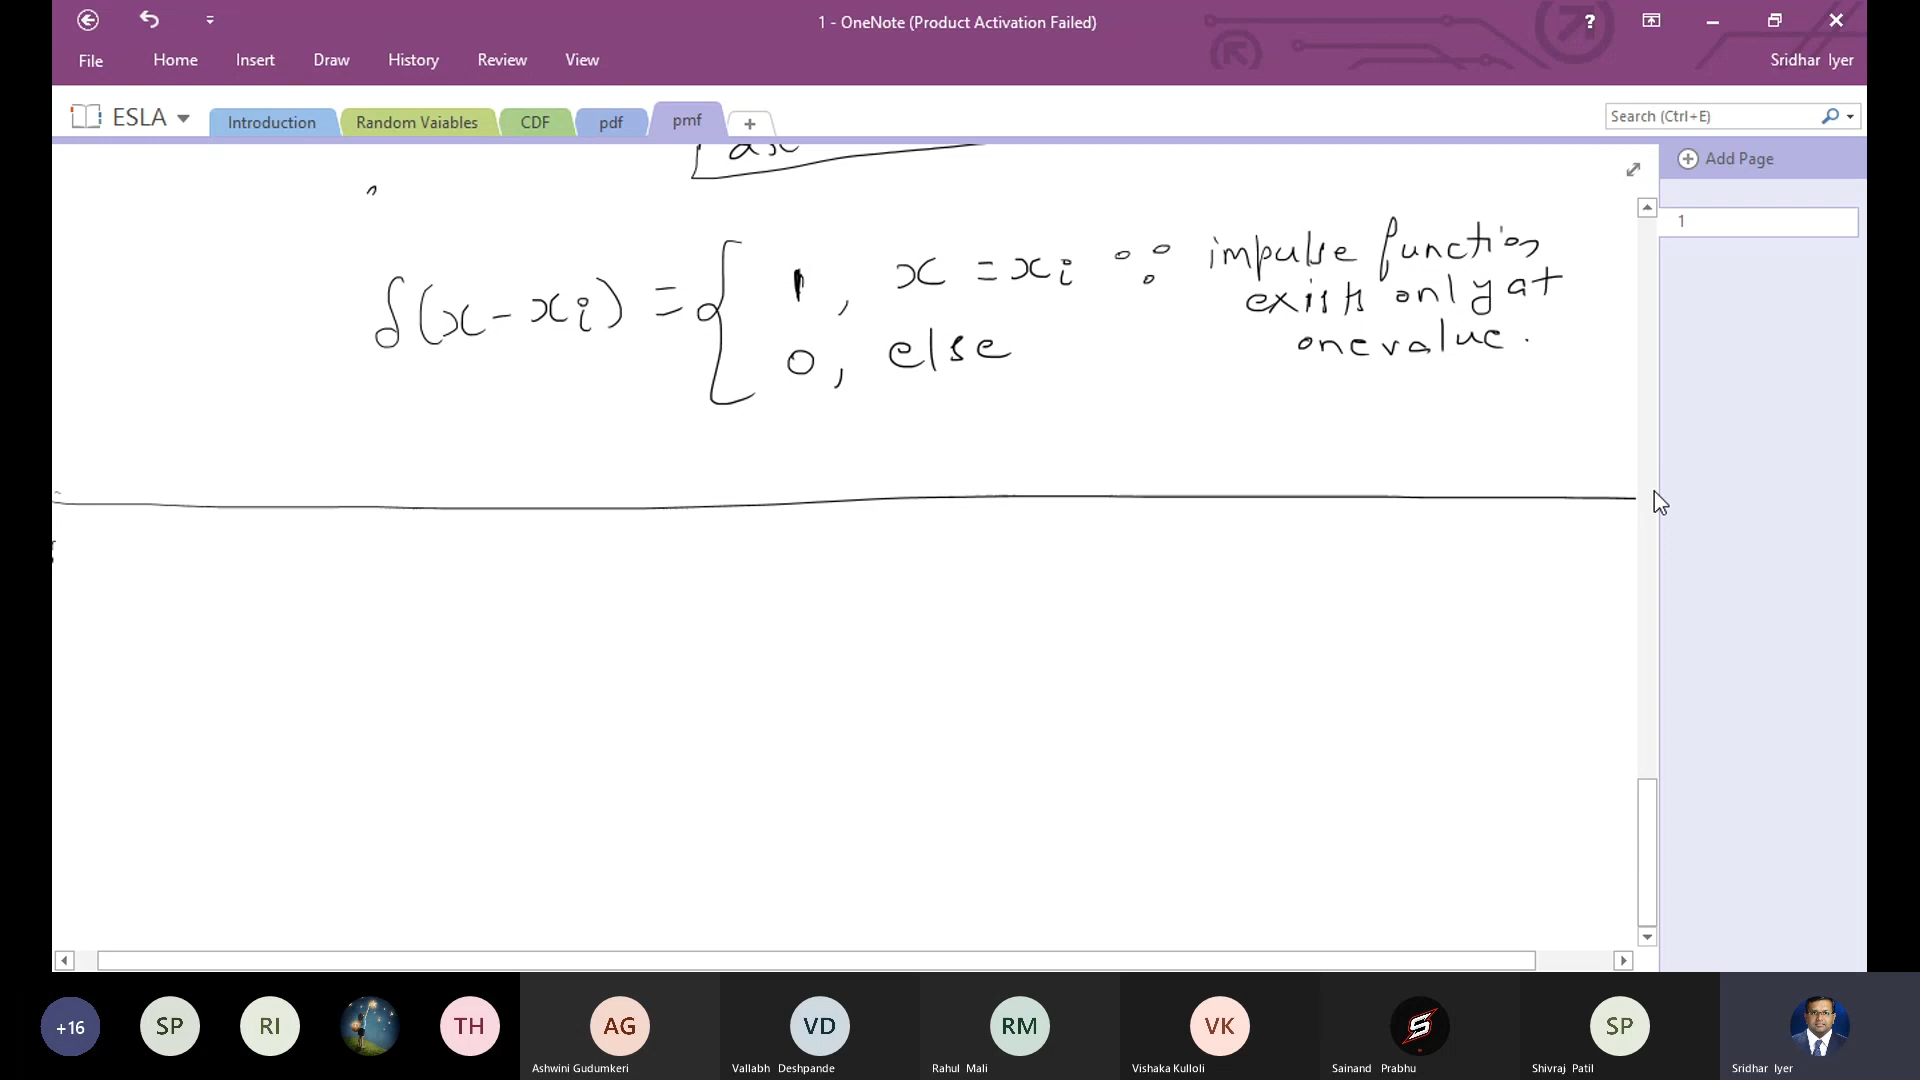 1 - OneNote (Product Activation Failed)
?
File Home Insert Draw History Review View
Sridhar Iyer
ESLA Introduction Random Vaiables CDF pdf pmf +
Search (Ctrl+E)
Add Page
1
δ(x-xi) = { 1, x = xi ∵ impulse function
exists only at
0, else one value.
+16 SP RI TH AG VD RM VK S SP
Ashwini Gudumkeri Vallabh Deshpande Rahul Mali Vishaka Kulloli Sainand Prabhu Shivraj Patil Sridhar Iyer